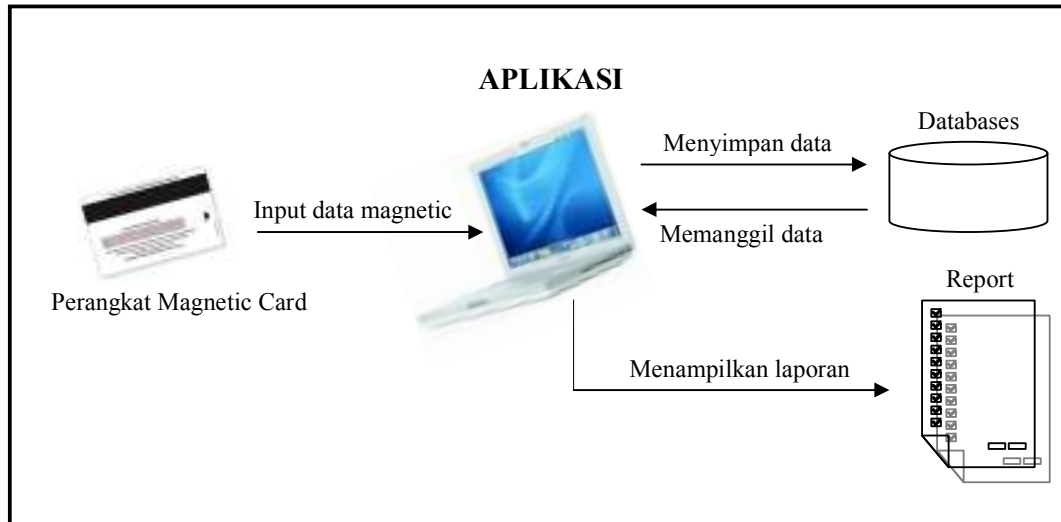 APLIKASI
Databases
Menyimpan data
Input data magnetic
Memanggil data
Perangkat Magnetic Card
Report
Menampilkan laporan